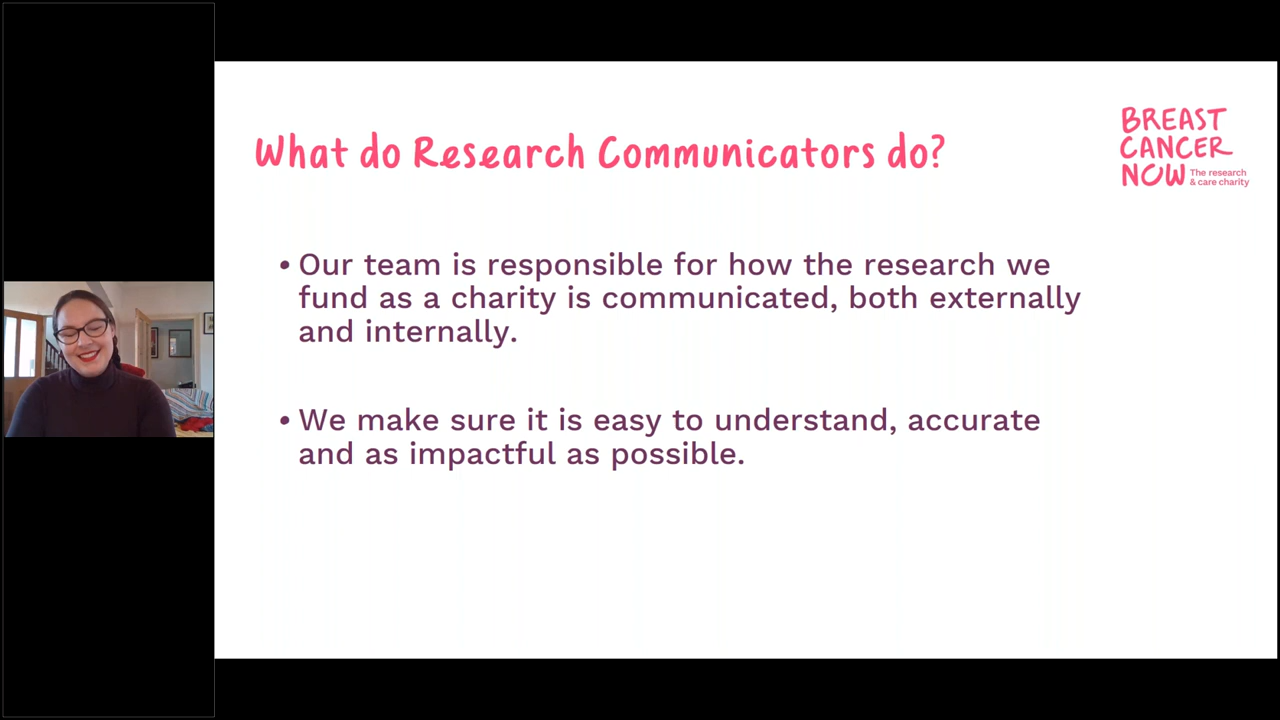 What do Research Communicators do?
BREAST
CANCER
NOW The research
& care charity
• Our team is responsible for how the research we
fund as a charity is communicated, both externally
and internally.
• We make sure it is easy to understand, accurate
and as impactful as possible.